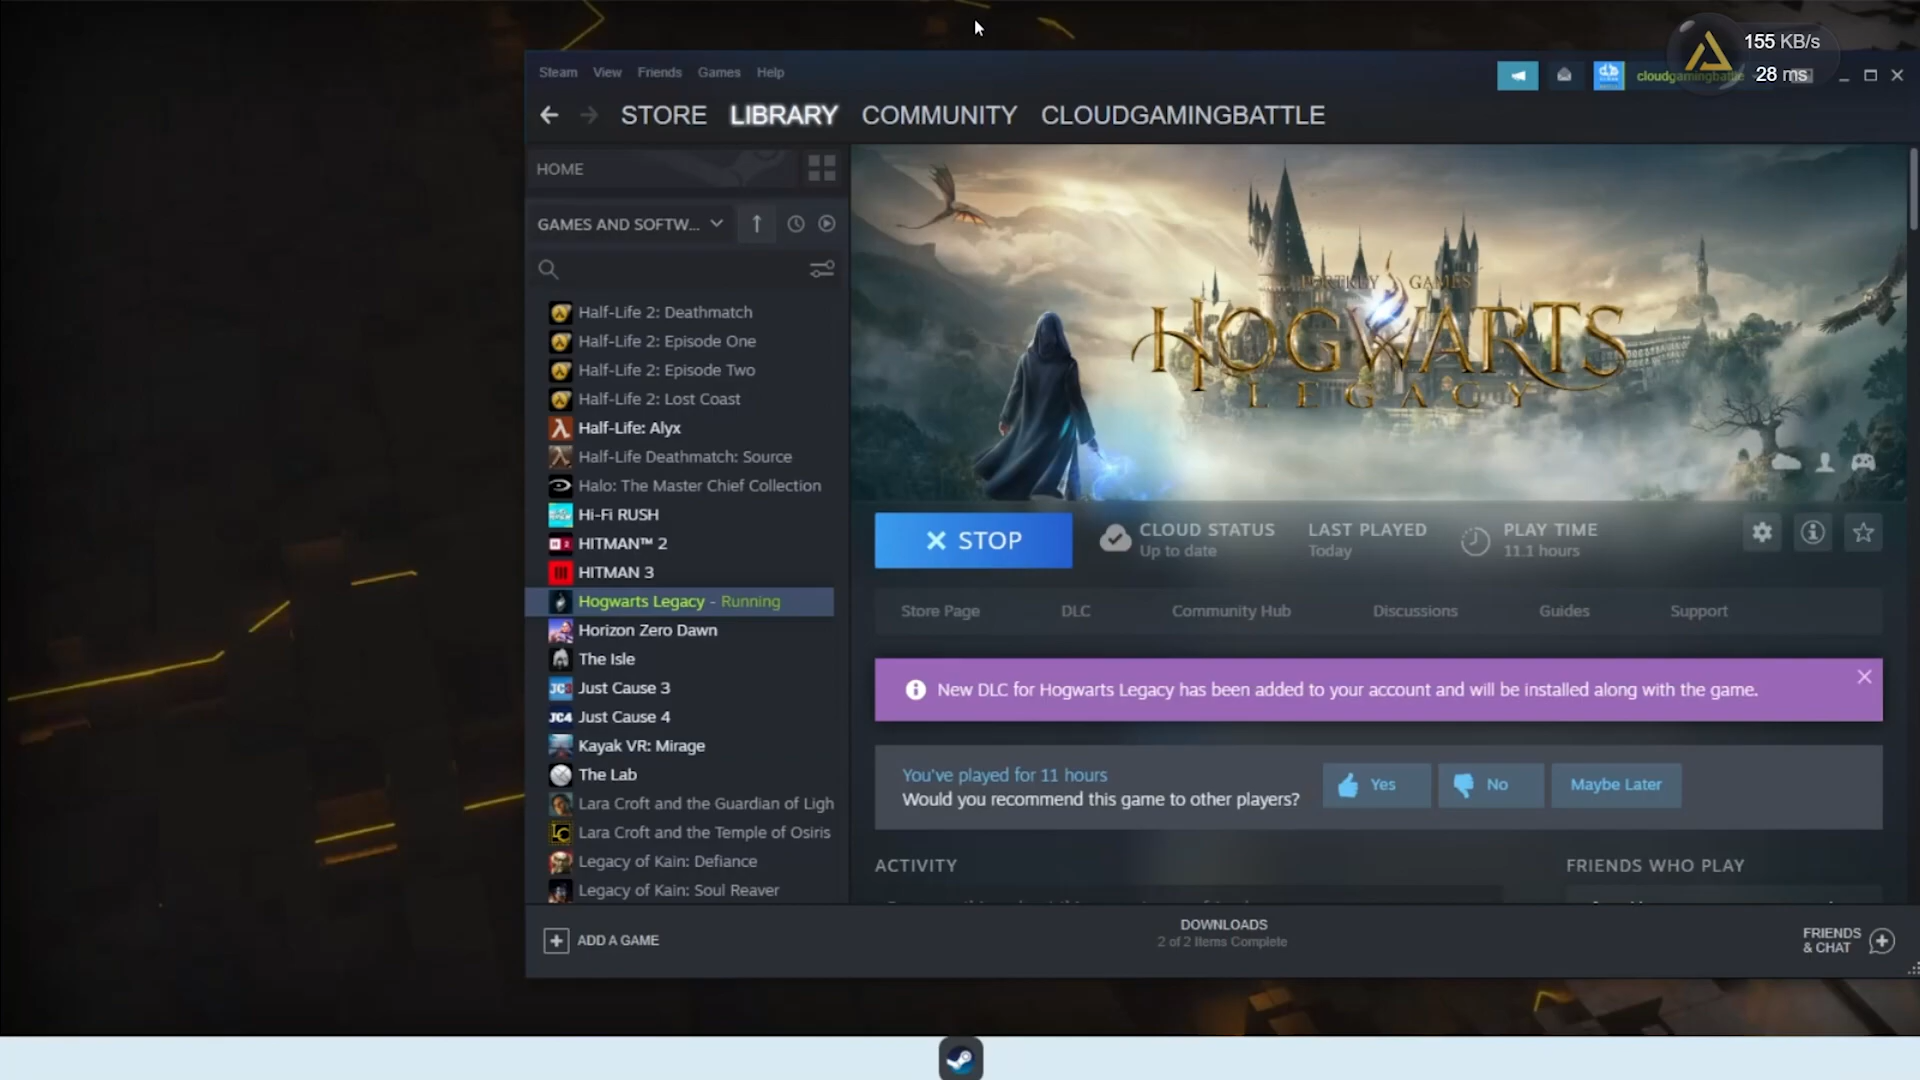 155 KB/s
28 ms
Steam View Friends Games Help
cloudgamingbattle
STORE LIBRARY COMMUNITY CLOUDGAMINGBATTLE
HOME
GAMES AND SOFTW...
Half-Life 2: Deathmatch
Half-Life 2: Episode One
Half-Life 2: Episode Two
Half-Life 2: Lost Coast
Half-Life: Alyx
Half-Life Deathmatch: Source
Halo: The Master Chief Collection
Hi-Fi RUSH
HITMAN™ 2
HITMAN 3
Hogwarts Legacy - Running
Horizon Zero Dawn
The Isle
JC3 Just Cause 3
JC4 Just Cause 4
Kayak VR: Mirage
The Lab
Lara Croft and the Guardian of Ligh
Lara Croft and the Temple of Osiris
Legacy of Kain: Defiance
Legacy of Kain: Soul Reaver
ADD A GAME
PORTKEY GAMES
HOGWARTS
LEGACY
STOP
CLOUD STATUS
Up to date
LAST PLAYED
Today
PLAY TIME
11.1 hours
Store Page DLC Community Hub Discussions Guides Support
New DLC for Hogwarts Legacy has been added to your account and will be installed along with the game.
You've played for 11 hours
Would you recommend this game to other players?
Yes
No
Maybe Later
ACTIVITY
FRIENDS WHO PLAY
DOWNLOADS
2 of 2 Items Complete
FRIENDS
& CHAT